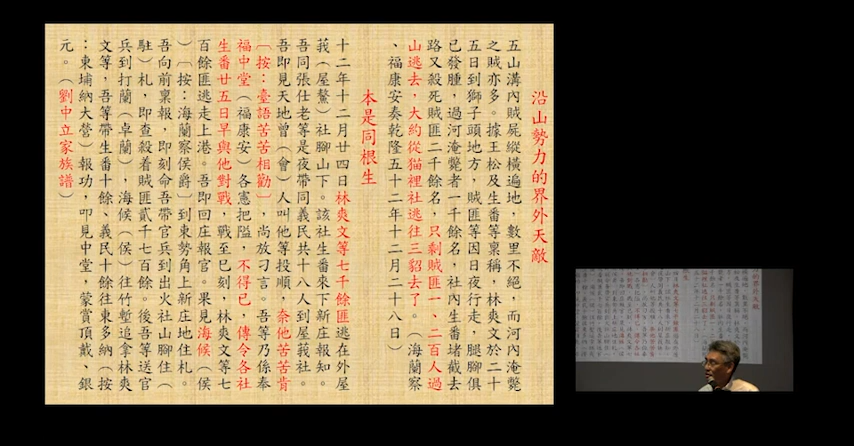 沿山勢力的界外天敵
五山溝內賊屍縱橫遍地，數里不絕，而河內淹斃
之賊亦多。據王松及生番等稟稱，林爽文於二十
五日到獅子頭地方，賊匪等因日夜行走，腿腳俱
已發腫，過河淹斃者一千餘名，社內生番堵截去
路又殺死賊匪二千餘名，只剩賊匪一、二百人過
山逃去，大約從猫裡社逃往三貂去了。（海蘭察
、福康安奏乾隆五十二年十二月二十八日）
本是同根生
十二年十二月廿四日林爽文等七千餘匪逃在外屋
莪（屋鏊）社腳山下。該社生番來下新庄報知。
吾同張仕老等是夜帶同義民共十八人到屋莪社。
吾即見天地曾（會）人叫他等投順，奈他苦苦肯
〔按：臺語苦苦相勸〕，尚放刁言。吾等乃係奉
福中堂（福康安）各憲把隘，不得已，傳令各社
生番廿五日早與他對戰，戰至巳刻，林爽文等七
百餘匪逃走上港。吾即回庄報官。果見海候（侯
）〔按：海蘭察侯爵〕到東勢角上新庄地住札。
吾向前稟報，即刻命吾帶官兵到出火社山腳住（
駐）札，即查殺着賊匪貳千七百餘。後吾等送官
兵到打蘭（卓蘭），海候（侯）往竹塹追拿林爽
文等，吾等帶生番十餘、義民十餘往東多納（按
：東埔納大營）報功，叩見中堂，蒙賞頂戴、銀
元。（劉中立家族譜）